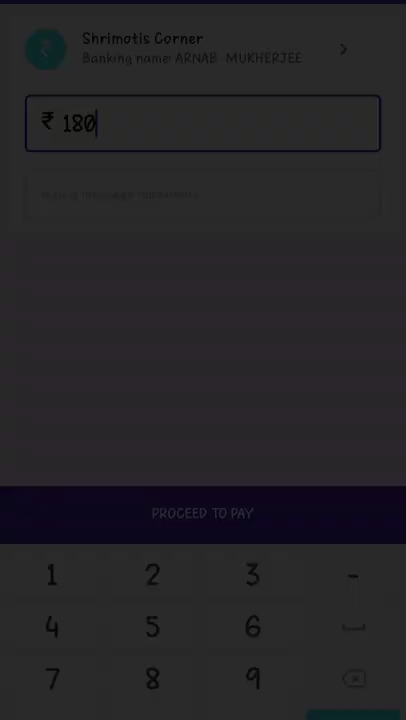 ₹
Shrimotis Corner
Banking name: ARNAB MUKHERJEE
₹ 180
PROCEED TO PAY
1 2 3 -
4 5 6
7 8 9